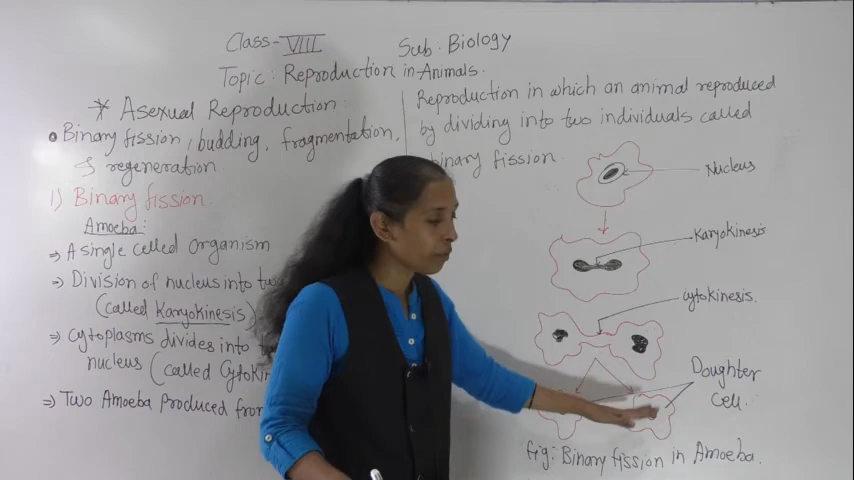 Class-VIII Sub: Biology
Topic: Reproduction in Animals.
* Asexual Reproduction:
• Binary fission, budding, fragmentation,
& regeneration
1) Binary fission
Amoeba:
⇒ A single celled organism
⇒ Division of nucleus into two
(called Karyokinesis)
⇒ Cytoplasms divides into
nucleus (called Cytokin
⇒ Two Amoeba produced from
Reproduction in which an animal reproduced
by dividing into two individuals called
binary fission.
Nucleus
Karyokinesis
cytokinesis.
Daughter
Cell.
fig: Binary fission in Amoeba.